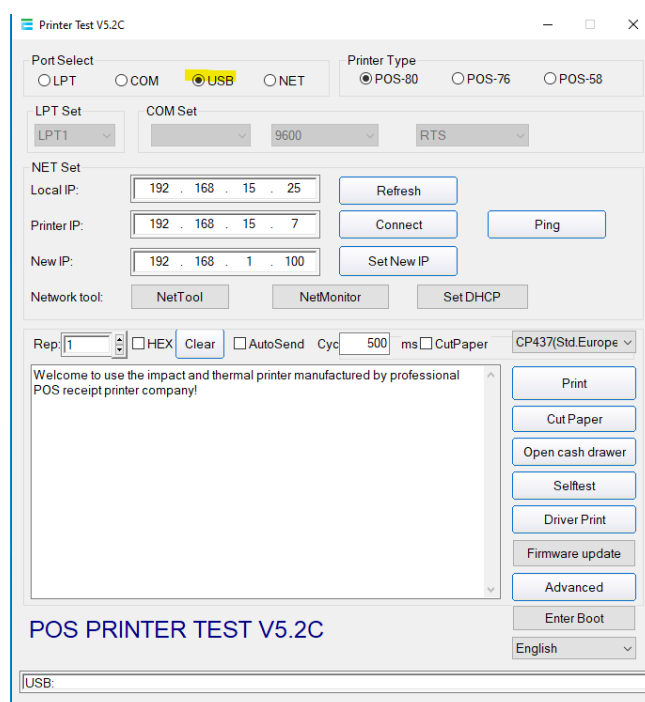 Printer Test V5.2C
Port Select
LPT COM USB NET
Printer Type
POS-80 POS-76 POS-58
LPT Set
LPT1
COM Set
9600 RTS
NET Set
Local IP: 192 . 168 . 15 . 25 Refresh
Printer IP: 192 . 168 . 15 . 7 Connect Ping
New IP: 192 . 168 . 1 . 100 Set New IP
Network tool: NetTool NetMonitor Set DHCP
Rep: 1 HEX Clear AutoSend Cyc 500 ms CutPaper CP437(Std.Europe
Welcome to use the impact and thermal printer manufactured by professional
POS receipt printer company!
Print
Cut Paper
Open cash drawer
Selftest
Driver Print
Firmware update
Advanced
Enter Boot
English
POS PRINTER TEST V5.2C
USB: